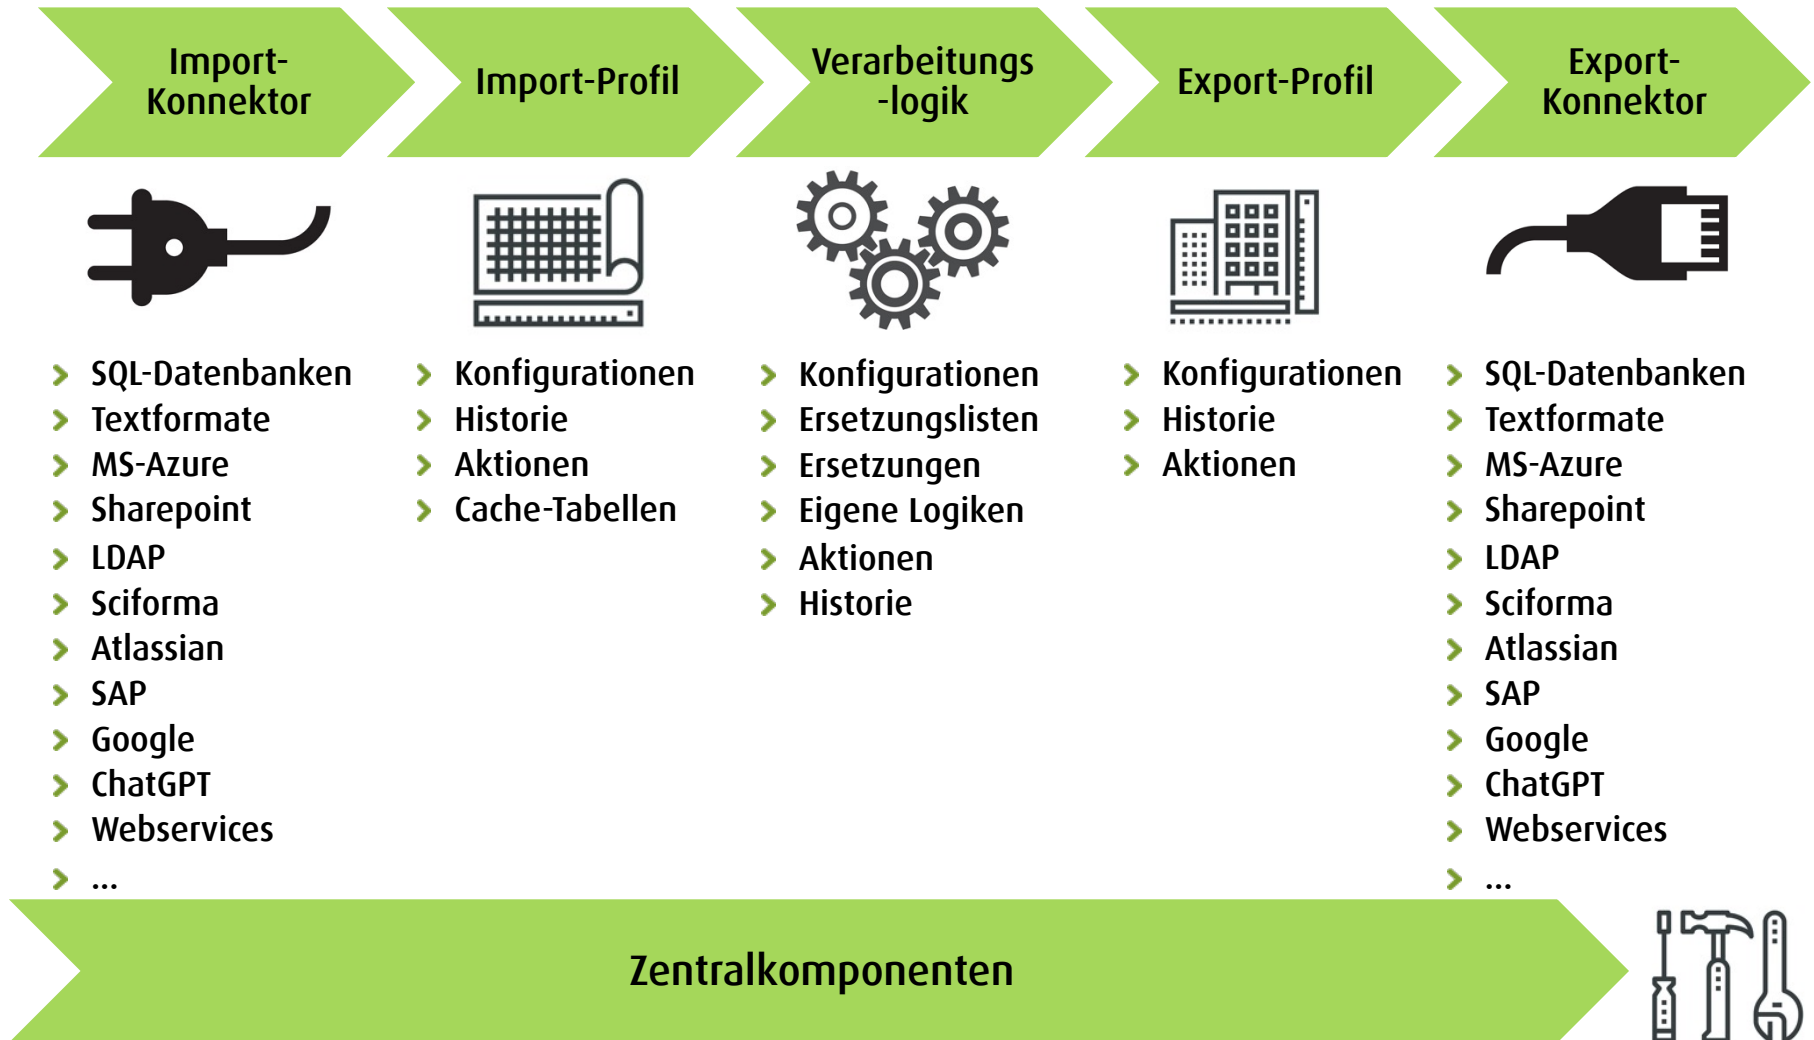 Import-
Konnektor
Import-Profil
Verarbeitungs
-logik
Export-Profil
Export-
Konnektor
SQL-Datenbanken
Textformate
MS-Azure
Sharepoint
LDAP
Sciforma
Atlassian
SAP
Google
ChatGPT
Webservices
...
Konfigurationen
Historie
Aktionen
Cache-Tabellen
Konfigurationen
Ersetzungslisten
Ersetzungen
Eigene Logiken
Aktionen
Historie
Konfigurationen
Historie
Aktionen
SQL-Datenbanken
Textformate
MS-Azure
Sharepoint
LDAP
Sciforma
Atlassian
SAP
Google
ChatGPT
Webservices
...
Zentralkomponenten